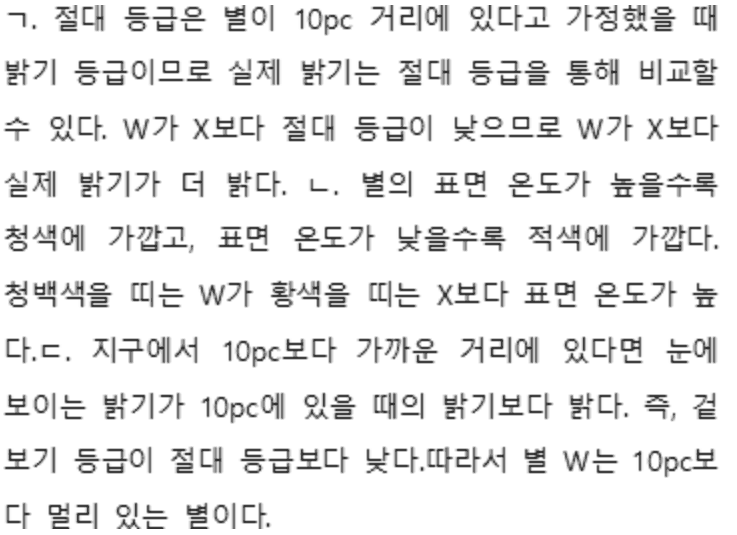 ㄱ. 절대 등급은 별이 10pc 거리에 있다고 가정했을 때
밝기 등급이므로 실제 밝기는 절대 등급을 통해 비교할
수 있다. W가 X보다 절대 등급이 낮으므로 W가 X보다
실제 밝기가 더 밝다. ㄴ. 별의 표면 온도가 높을수록
청색에 가깝고, 표면 온도가 낮을수록 적색에 가깝다.
청백색을 띠는 W가 황색을 띠는 X보다 표면 온도가 높
다.ㄷ. 지구에서 10pc보다 가까운 거리에 있다면 눈에
보이는 밝기가 10pc에 있을 때의 밝기보다 밝다. 즉, 겉
보기 등급이 절대 등급보다 낮다.따라서 별 W는 10pc보
다 멀리 있는 별이다.